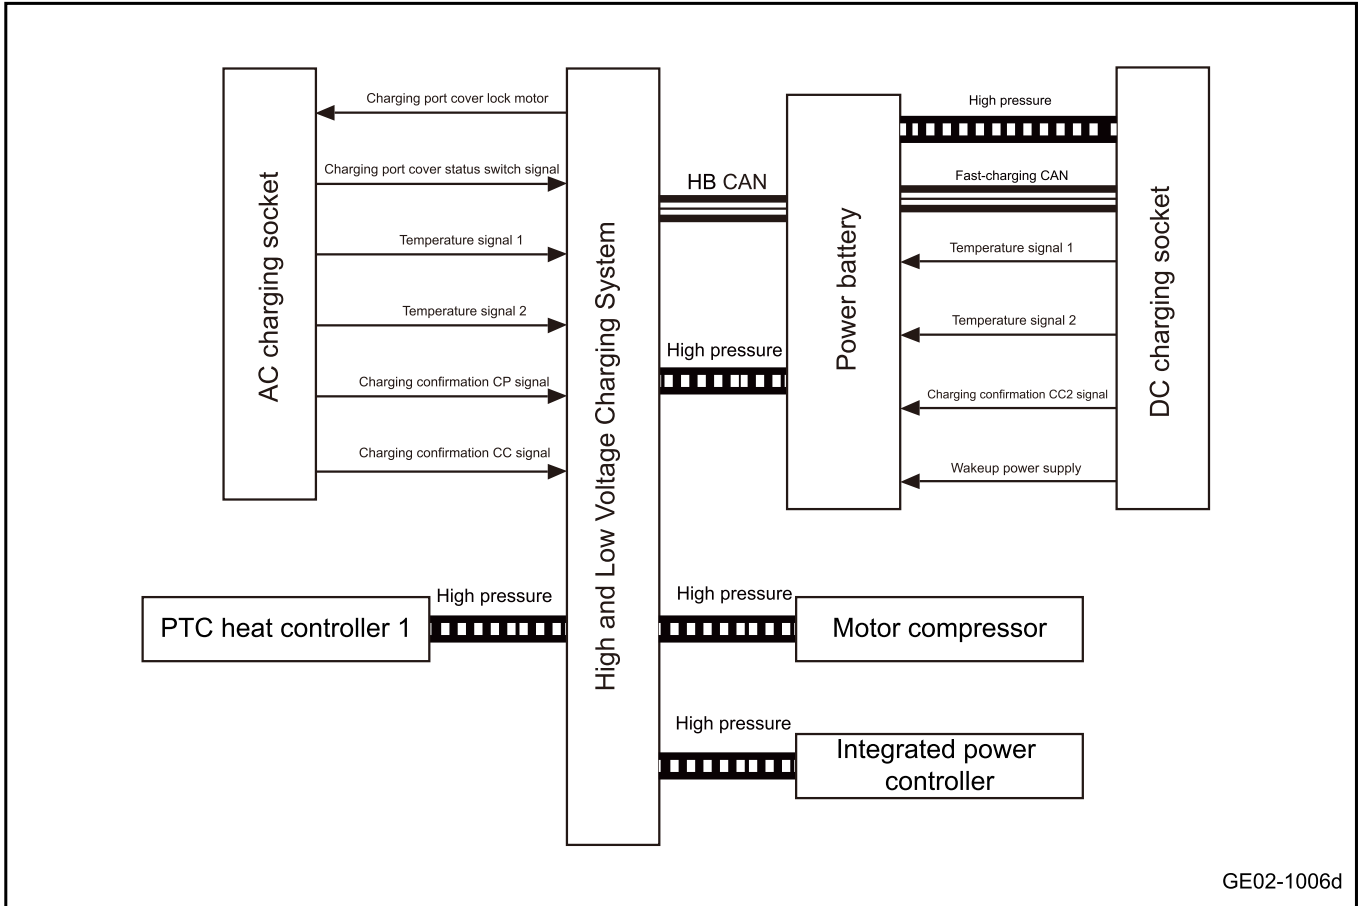 Charging port cover lock motor
Charging port cover status switch signal
Temperature signal 1
Temperature signal 2
Charging confirmation CP signal
Charging confirmation CC signal
AC charging socket
High and Low Voltage Charging System
HB CAN
High pressure
Power battery
High pressure
Fast-charging CAN
Temperature signal 1
Temperature signal 2
Charging confirmation CC2 signal
Wakeup power supply
DC charging socket
High pressure
PTC heat controller 1
High pressure
Motor compressor
High pressure
Integrated power
controller
GE02-1006d